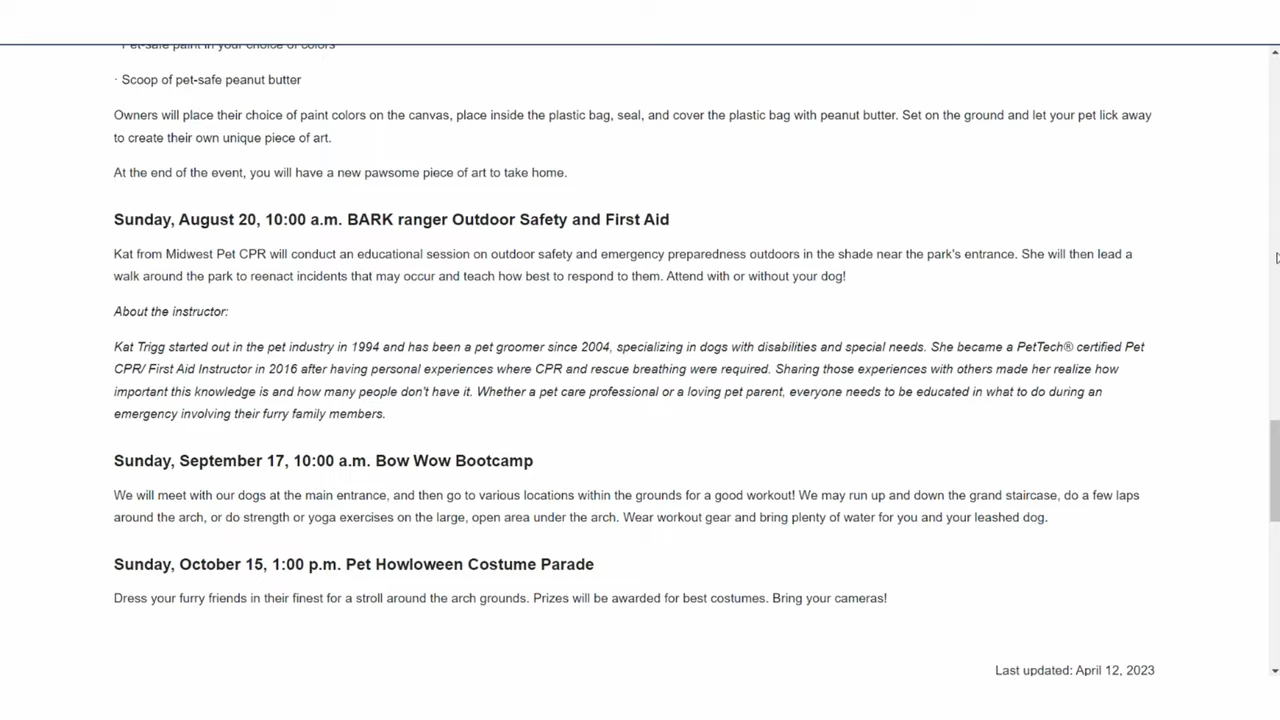 · Pet-safe paint in your choice of colors
· Scoop of pet-safe peanut butter
Owners will place their choice of paint colors on the canvas, place inside the plastic bag, seal, and cover the plastic bag with peanut butter. Set on the ground and let your pet lick away
to create their own unique piece of art.
At the end of the event, you will have a new pawsome piece of art to take home.
Sunday, August 20, 10:00 a.m. BARK ranger Outdoor Safety and First Aid
Kat from Midwest Pet CPR will conduct an educational session on outdoor safety and emergency preparedness outdoors in the shade near the park's entrance. She will then lead a
walk around the park to reenact incidents that may occur and teach how best to respond to them. Attend with or without your dog!
About the instructor:
Kat Trigg started out in the pet industry in 1994 and has been a pet groomer since 2004, specializing in dogs with disabilities and special needs. She became a PetTech® certified Pet
CPR/ First Aid Instructor in 2016 after having personal experiences where CPR and rescue breathing were required. Sharing those experiences with others made her realize how
important this knowledge is and how many people don't have it. Whether a pet care professional or a loving pet parent, everyone needs to be educated in what to do during an
emergency involving their furry family members.
Sunday, September 17, 10:00 a.m. Bow Wow Bootcamp
We will meet with our dogs at the main entrance, and then go to various locations within the grounds for a good workout! We may run up and down the grand staircase, do a few laps
around the arch, or do strength or yoga exercises on the large, open area under the arch. Wear workout gear and bring plenty of water for you and your leashed dog.
Sunday, October 15, 1:00 p.m. Pet Howloween Costume Parade
Dress your furry friends in their finest for a stroll around the arch grounds. Prizes will be awarded for best costumes. Bring your cameras!
Last updated: April 12, 2023